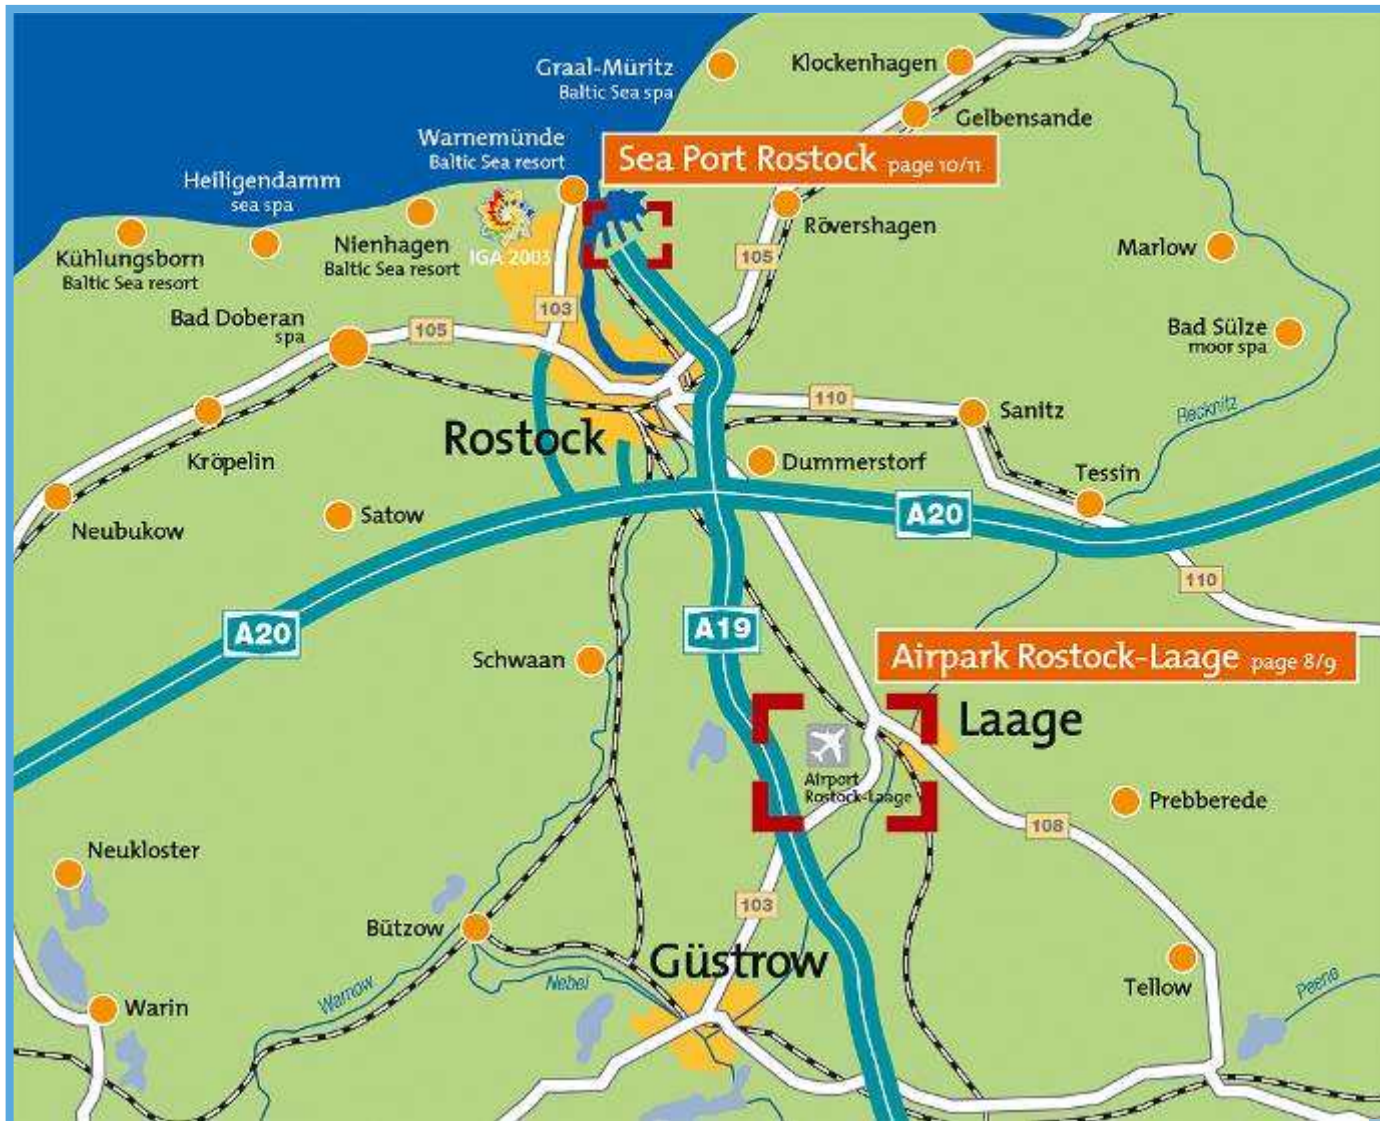 Graal-Müritz
Baltic Sea spa
Klockenhagen
Gelbensande
Warnemünde
Baltic Sea resort
Sea Port Rostock page 10/11
Heiligendamm
sea spa
Nienhagen
Baltic Sea resort
IGA 2003
Rövershagen
Marlow
Kühlungsborn
Baltic Sea resort
105
Bad Doberan
spa
105
103
Bad Sülze
moor spa
110
Sanitz
Recknitz
Rostock
Kröpelin
Dummerstorf
Tessin
Satow
A20
Neubukow
110
A20
A19
Schwaan
Airpark Rostock-Laage page 8/9
Laage
Airport
Rostock-Laage
Prebberede
108
Neukloster
103
Bützow
Güstrow
Warnow
Nebel
Tellow
Peene
Warin